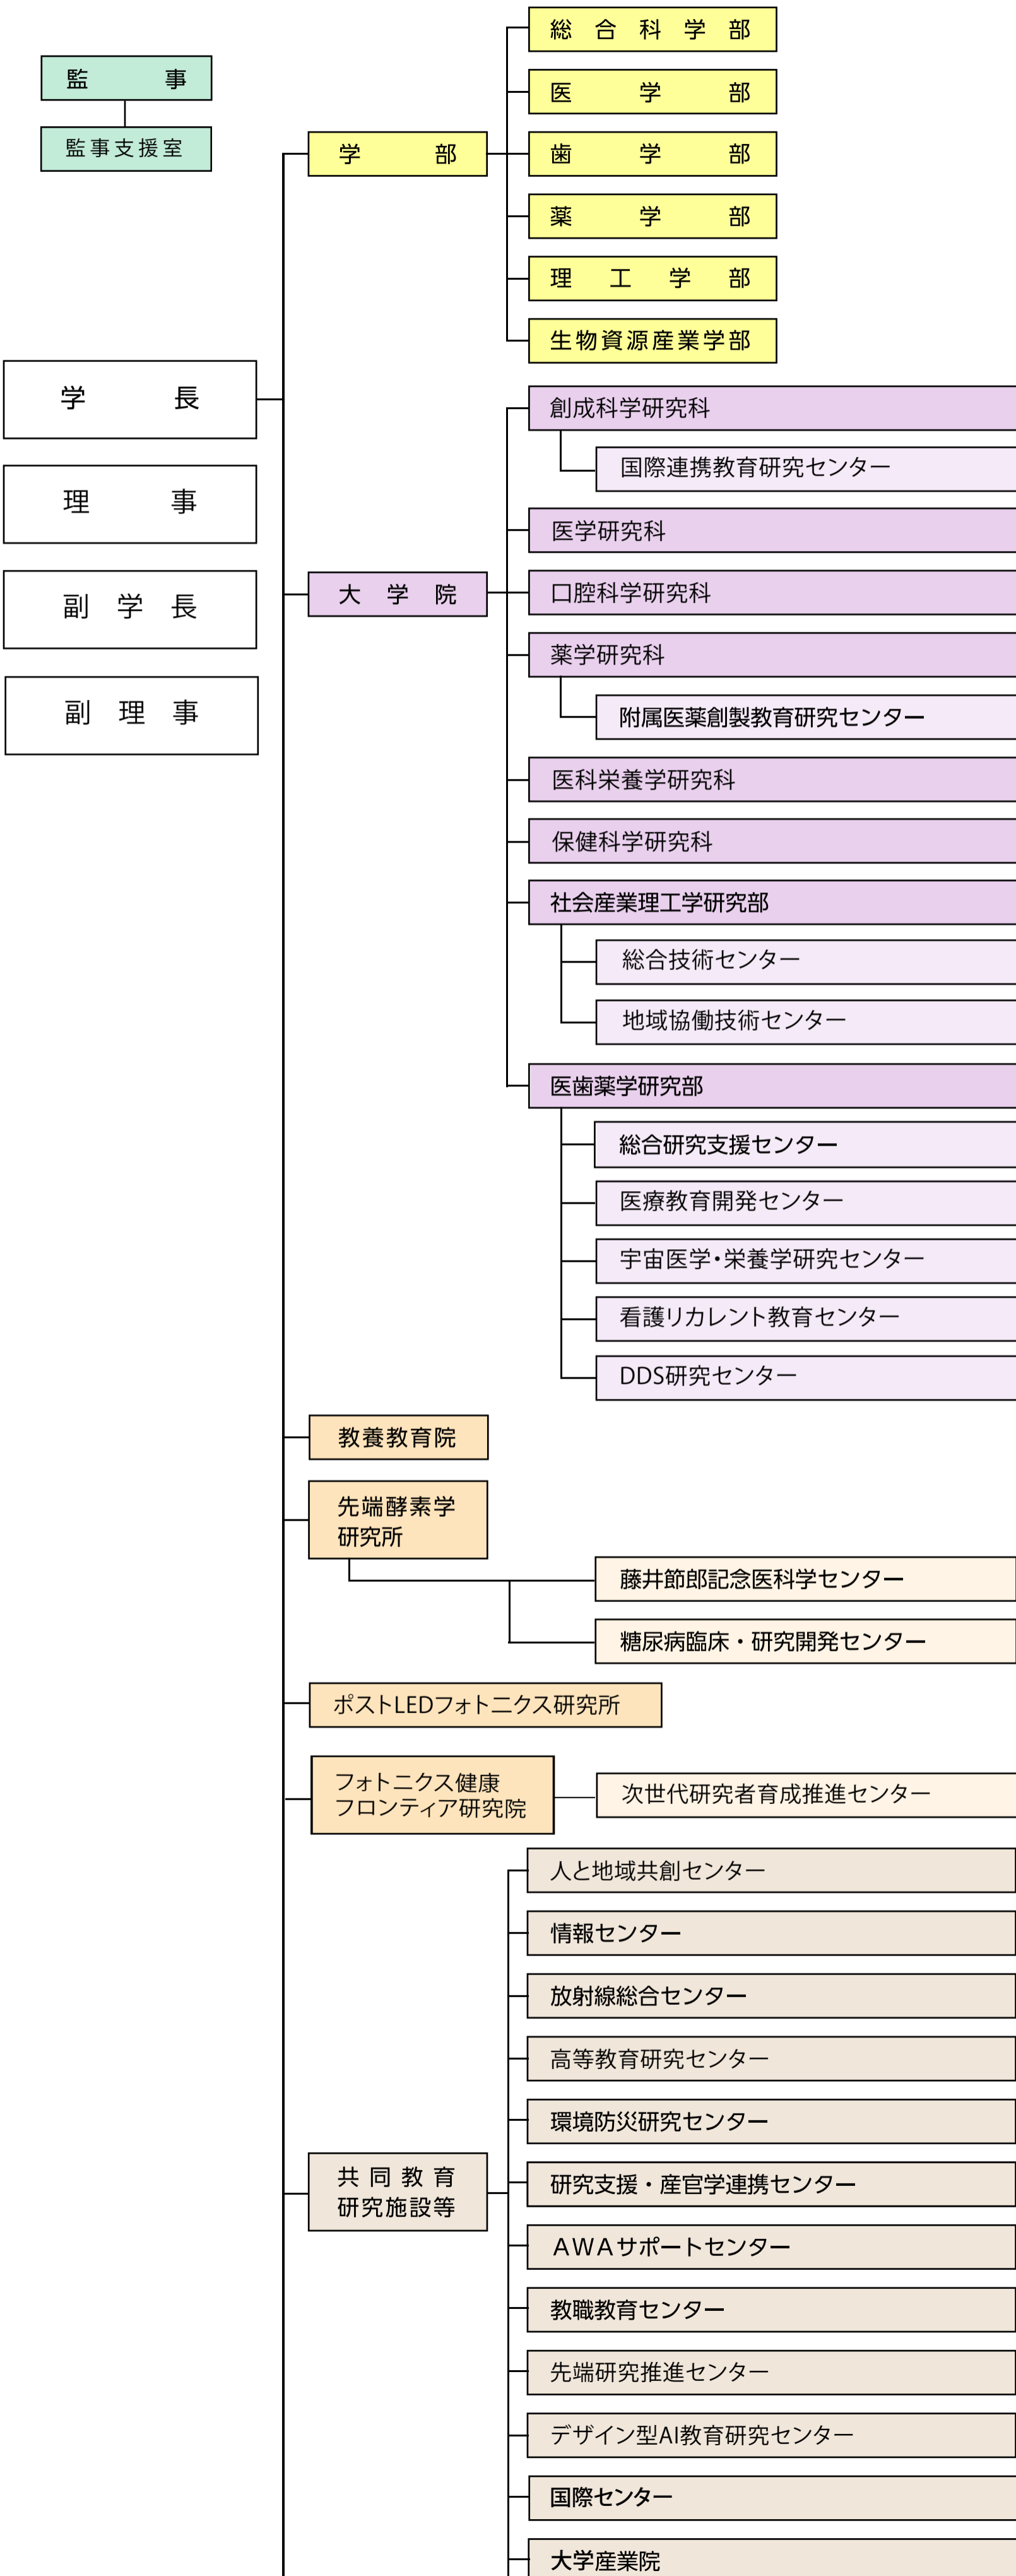 監事
監事支援室
学長
理事
副学長
副理事
学部
総合科学部
医学部
歯学部
薬学部
理工学部
生物資源産業学部
大学院
創成科学研究科
国際連携教育研究センター
医学研究科
口腔科学研究科
薬学研究科
附属医薬創製教育研究センター
医科栄養学研究科
保健科学研究科
社会産業理工学研究部
総合技術センター
地域協働技術センター
医歯薬学研究部
総合研究支援センター
医療教育開発センター
宇宙医学・栄養学研究センター
看護リカレント教育センター
DDS研究センター
教養教育院
先端酵素学
研究所
藤井節郎記念医科学センター
糖尿病臨床・研究開発センター
ポストLEDフォトニクス研究所
フォトニクス健康
フロンティア研究院
次世代研究者育成推進センター
共同教育
研究施設等
人と地域共創センター
情報センター
放射線総合センター
高等教育研究センター
環境防災研究センター
研究支援・産官学連携センター
AWAサポートセンター
教職教育センター
先端研究推進センター
デザイン型AI教育研究センター
国際センター
大学産業院